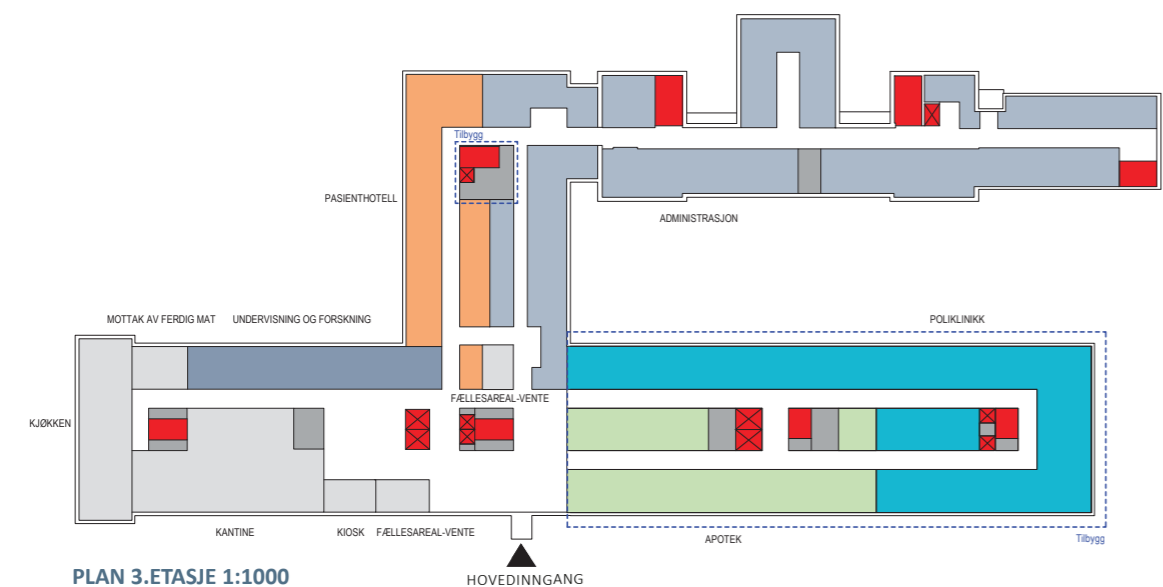 Tilbygg
PASIENTHOTELL
ADMINISTRASJON
MOTTAK AV FERDIG MAT
UNDERVISNING OG FORSKNING
POLIKLINIKK
FÆLLESAREAL-VENTE
KJØKKEN
KANTINE
KIOSK
FÆLLESAREAL-VENTE
APOTEK
Tilbygg
PLAN 3.ETASJE 1:1000
HOVEDINNGANG